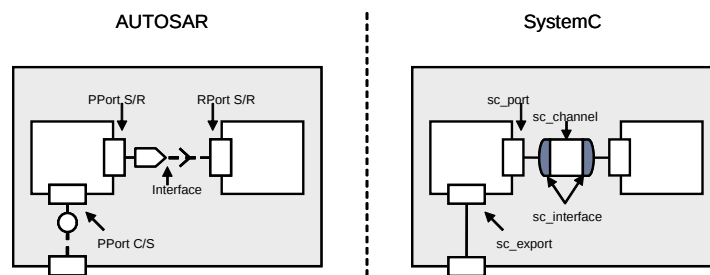 AUTOSAR
SystemC
PPort S/R
RPort S/R
Interface
PPort C/S
sc_port
sc_channel
sc_interface
sc_export